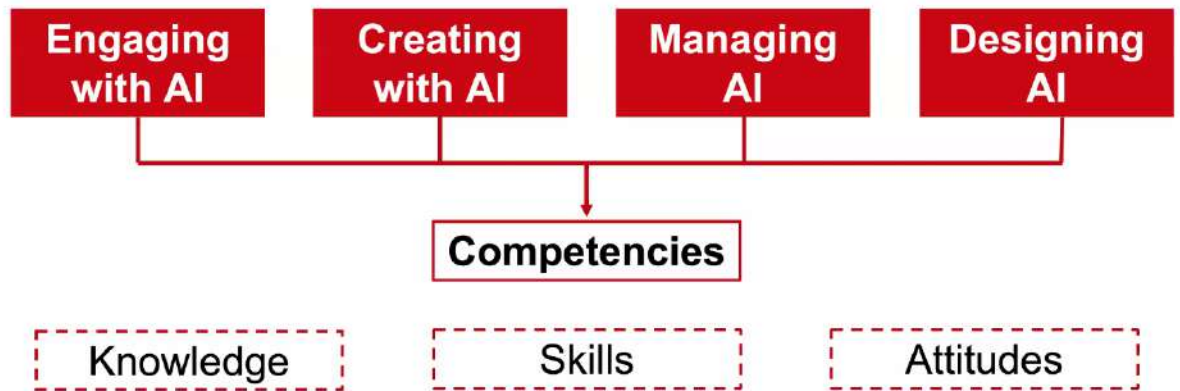 Engaging
with AI
Creating
with AI
Managing
AI
Designing
AI
Competencies
Knowledge
Skills
Attitudes